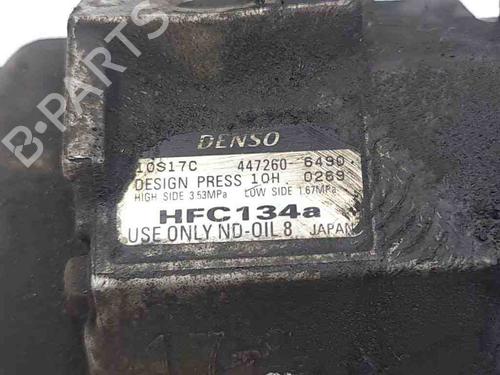 DENSO
10S17C 447260-6490
DESIGN PRESS 10H 0269
HIGH SIDE 3.53MPa LOW SIDE 1.67MPa
HFC134a
USE ONLY ND-OIL 8 JAPAN
B-PARTS
17